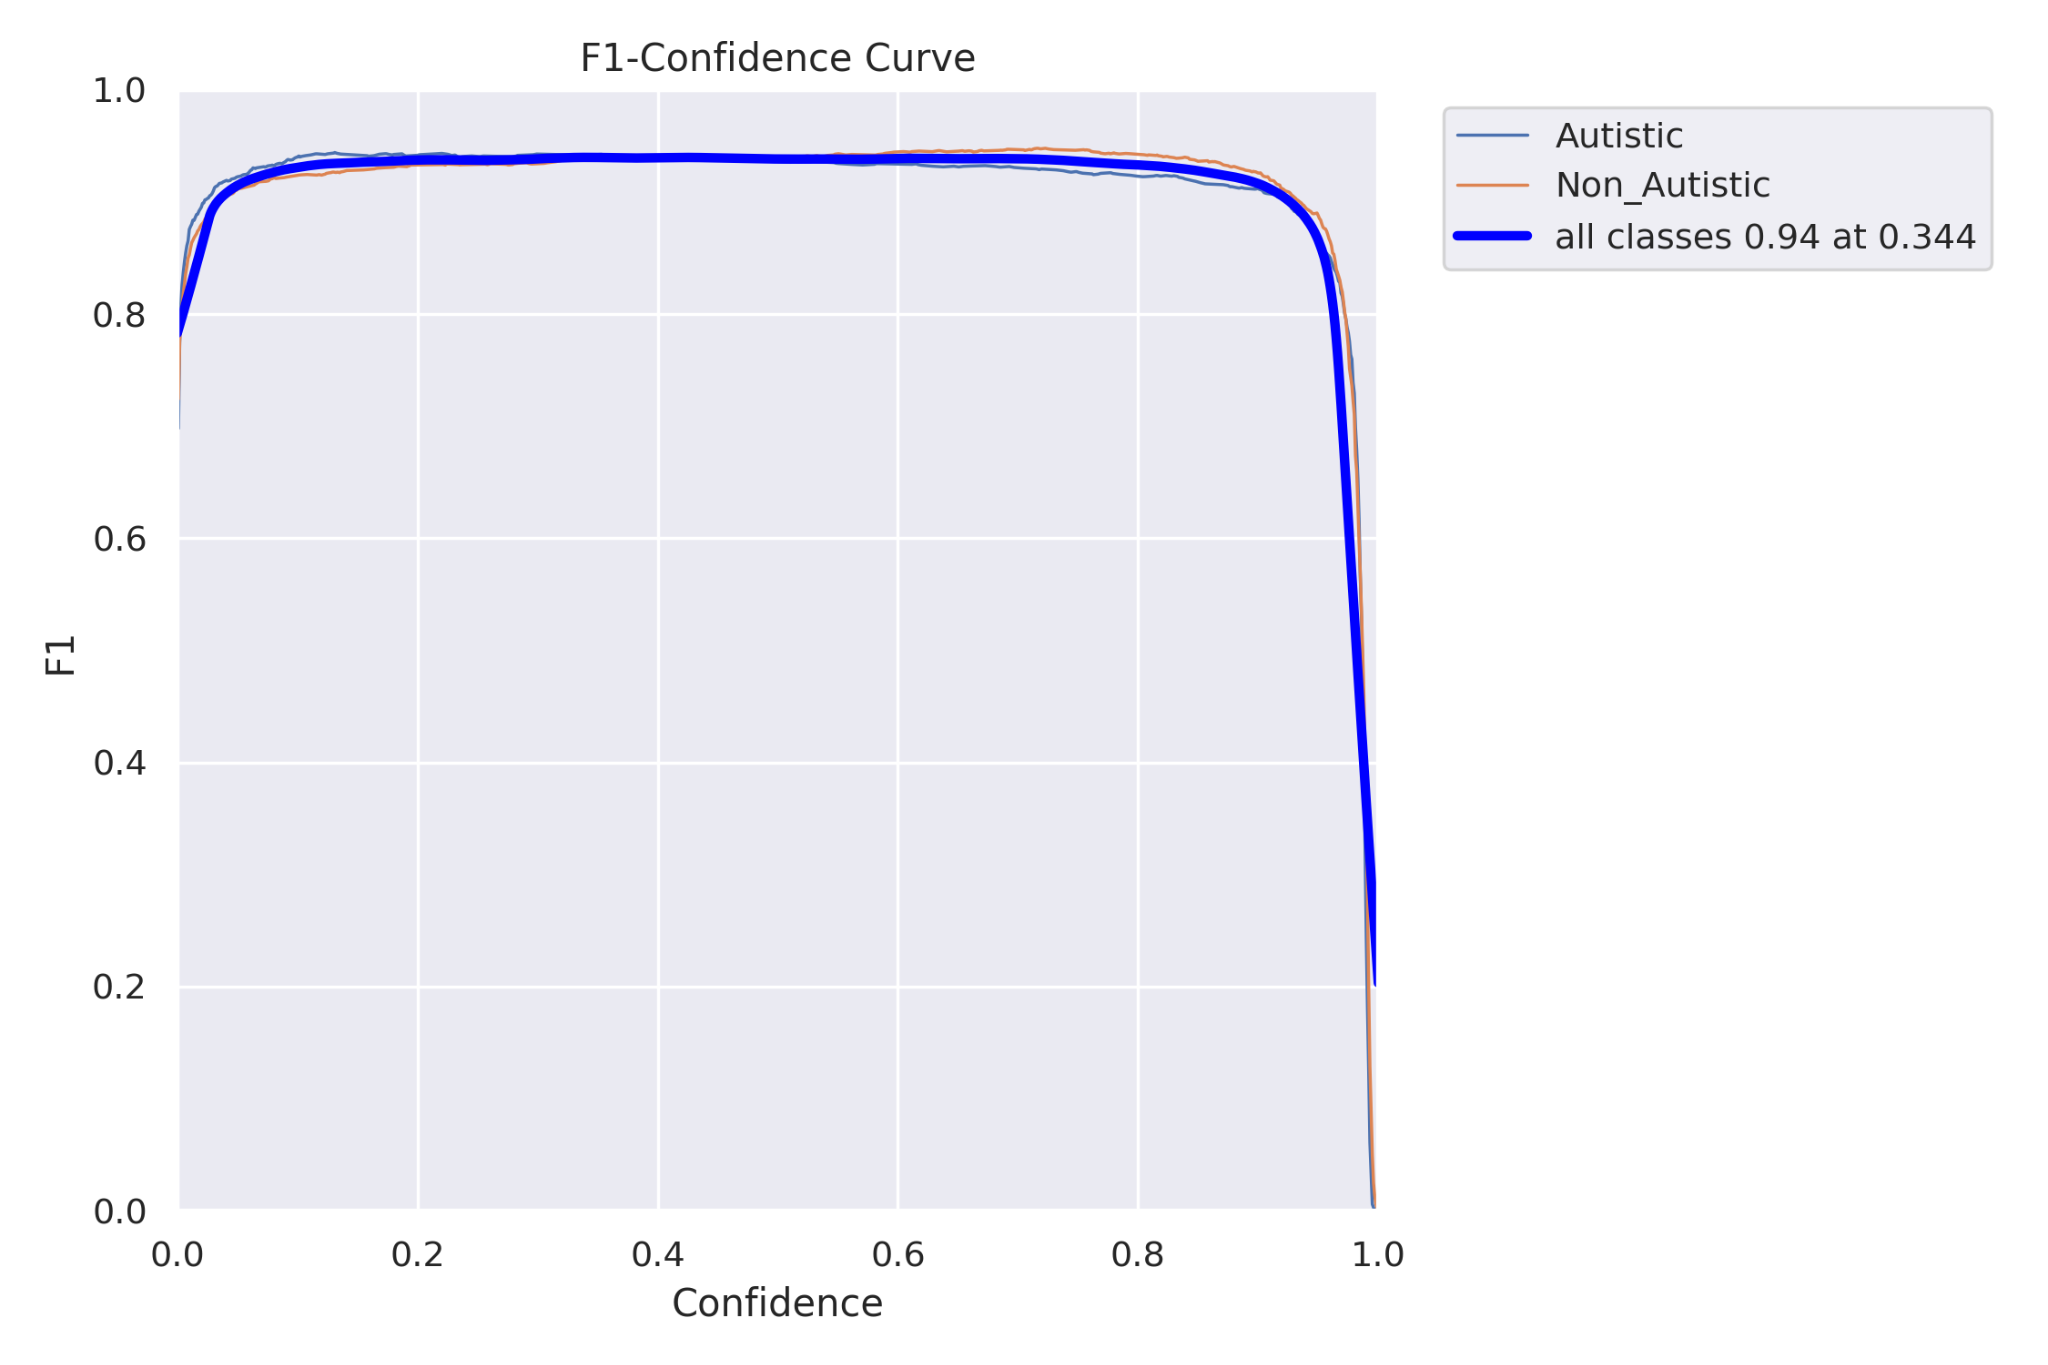 F1-Confidence Curve
1.0
0.8
0.6
0.4
0.2
0.0
F1
0.0 0.2 0.4 0.6 0.8 1.0
Confidence
Autistic
Non_Autistic
all classes 0.94 at 0.344